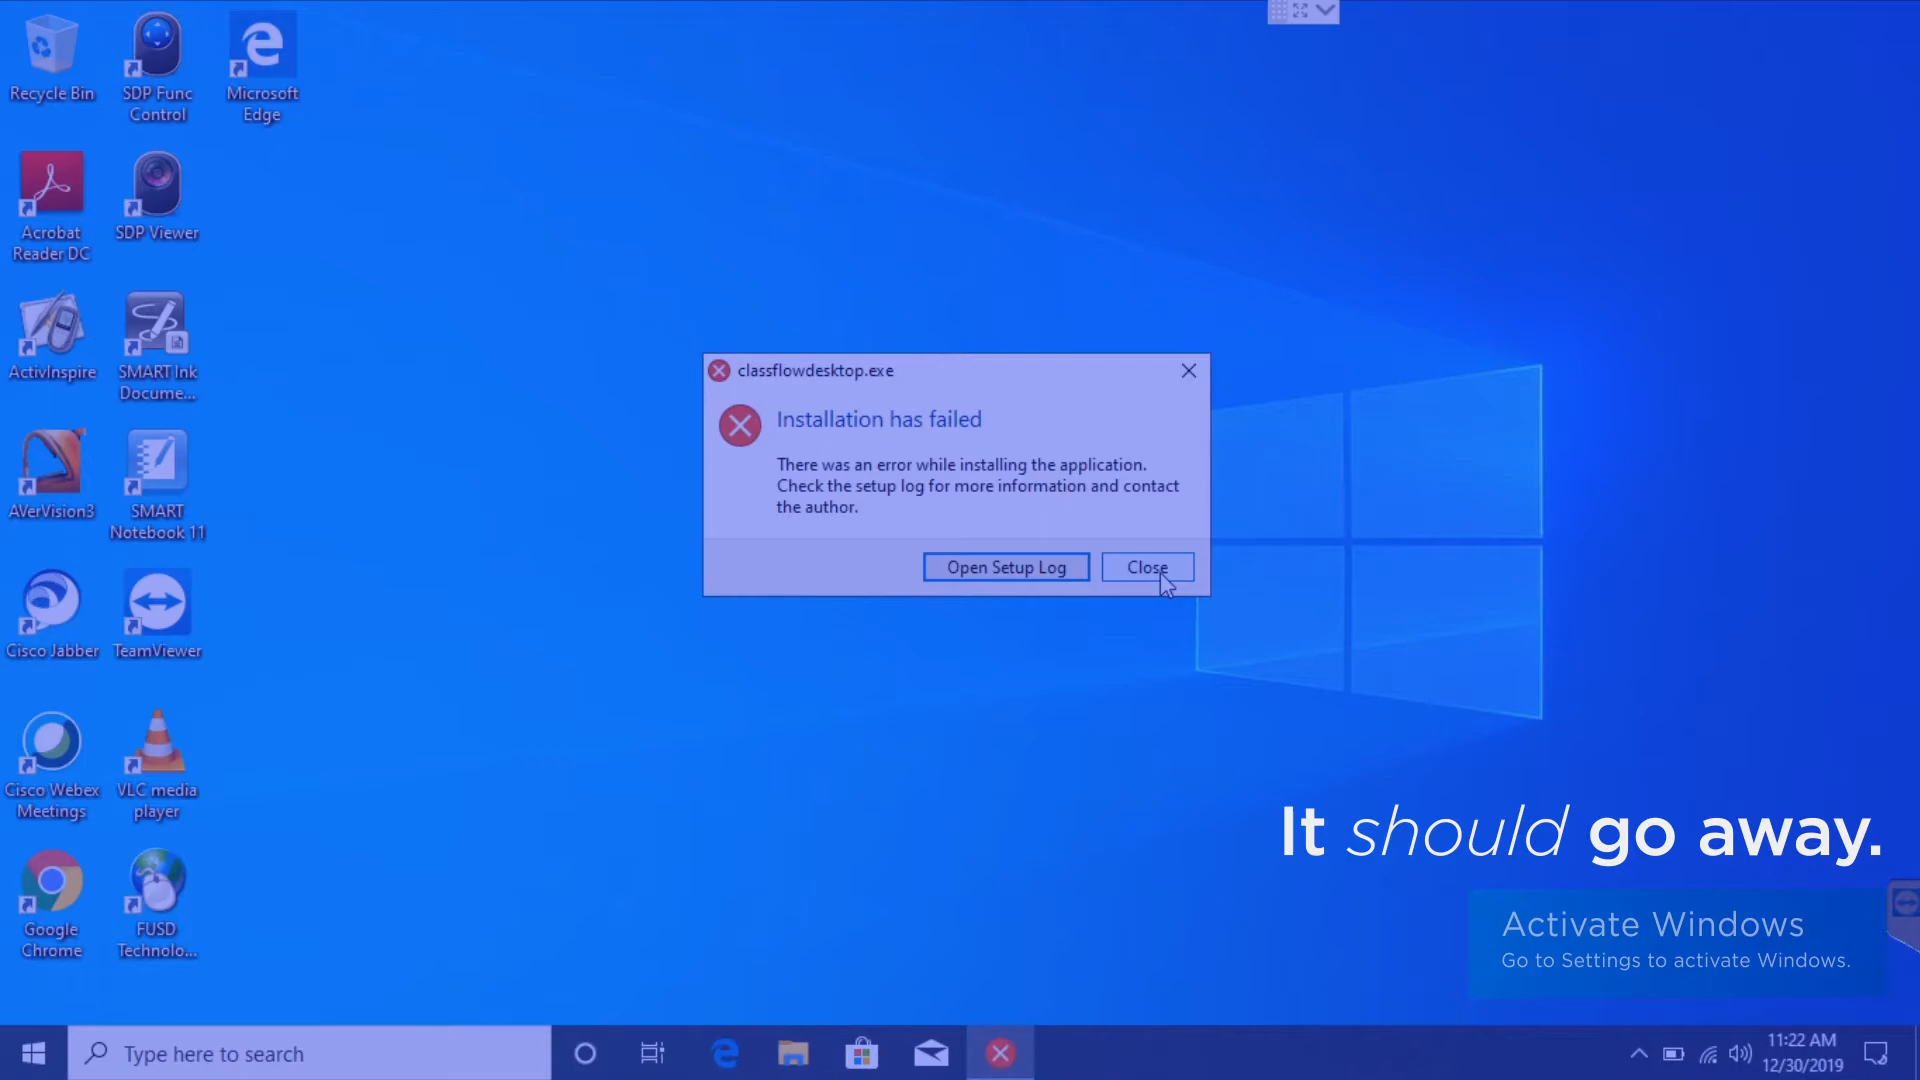 Recycle Bin
SDP Func
Control
Microsoft
Edge
Acrobat
Reader DC
SDP Viewer
ActivInspire
SMART Ink
Docume...
AVerVision3
SMART
Notebook 11
Cisco Jabber
TeamViewer
Cisco Webex
Meetings
VLC media
player
Google
Chrome
FUSD
Technolo...
classflowdesktop.exe
Installation has failed
There was an error while installing the application.
Check the setup log for more information and contact
the author.
Open Setup Log
Close
It should go away.
Activate Windows
Go to Settings to activate Windows.
Type here to search
11:22 AM
12/30/2019